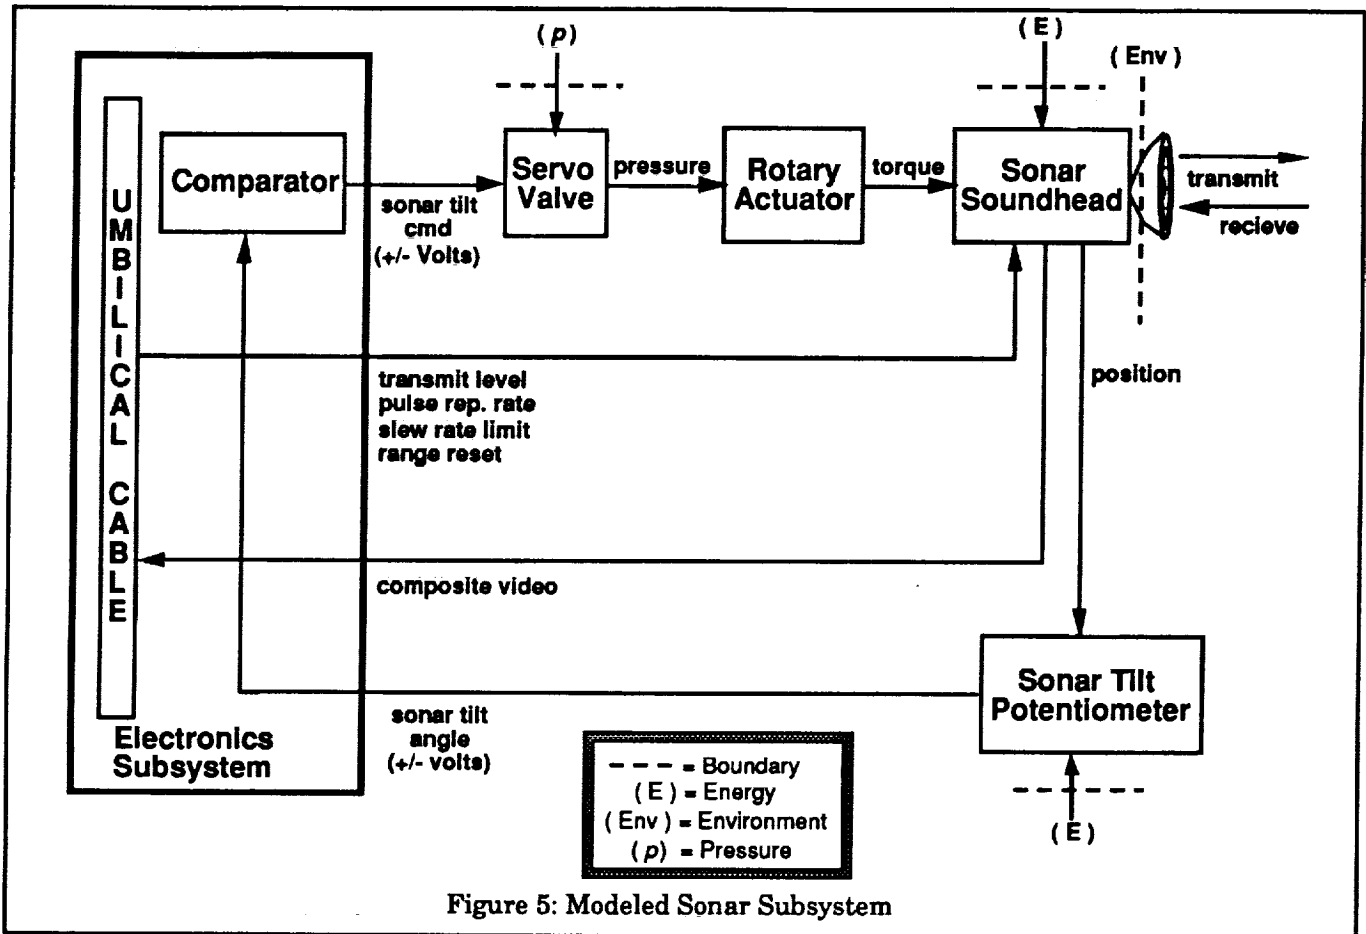 ( p )
( E )
( Env )
UMBILICAL CABLE
Comparator
sonar tilt
cmd
(+/- Volts)
Servo
Valve
pressure
Rotary
Actuator
torque
Sonar
Soundhead
transmit
recieve
transmit level
pulse rep. rate
slew rate limit
range reset
position
composite video
Sonar Tilt
Potentiometer
sonar tilt
angle
(+/- volts)
Electronics
Subsystem
( E )
--- = Boundary
( E ) = Energy
( Env ) = Environment
( p ) = Pressure
Figure 5: Modeled Sonar Subsystem